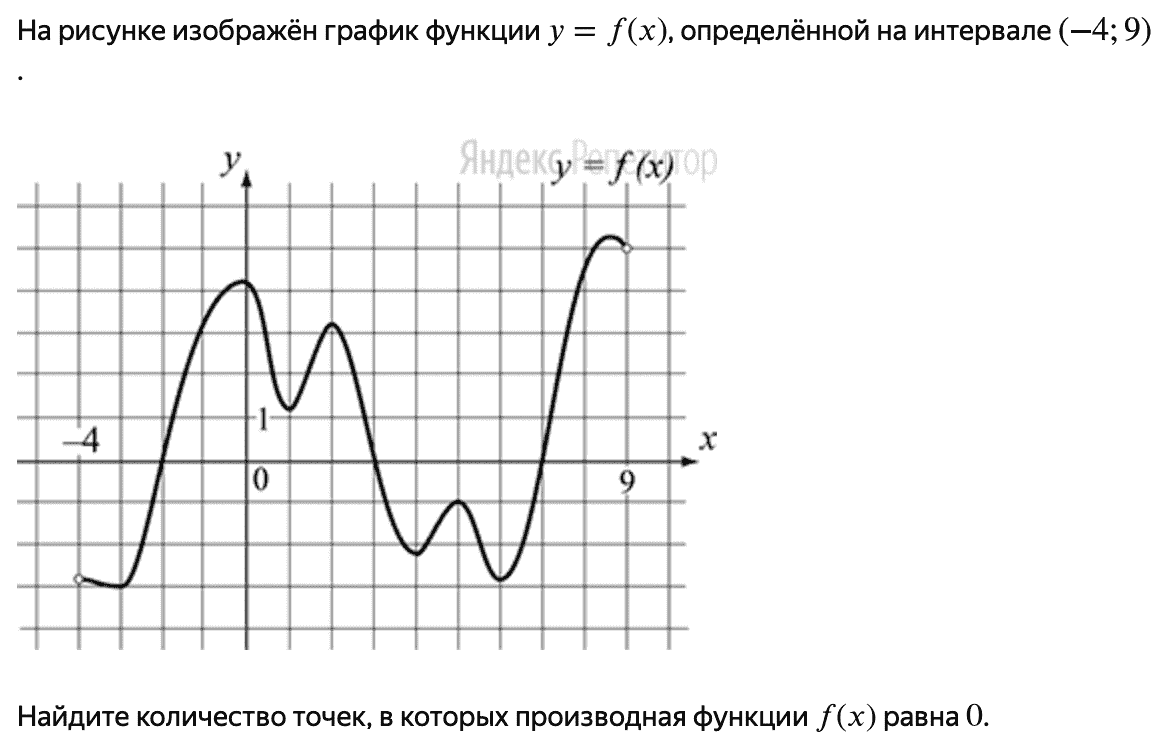 На рисунке изображён график функции y = f(x), определённой на интервале (−4; 9)
.
Яндекс Репетитор
y
y = f(x)
1
−4
x
0
9
Найдите количество точек, в которых производная функции f(x) равна 0.